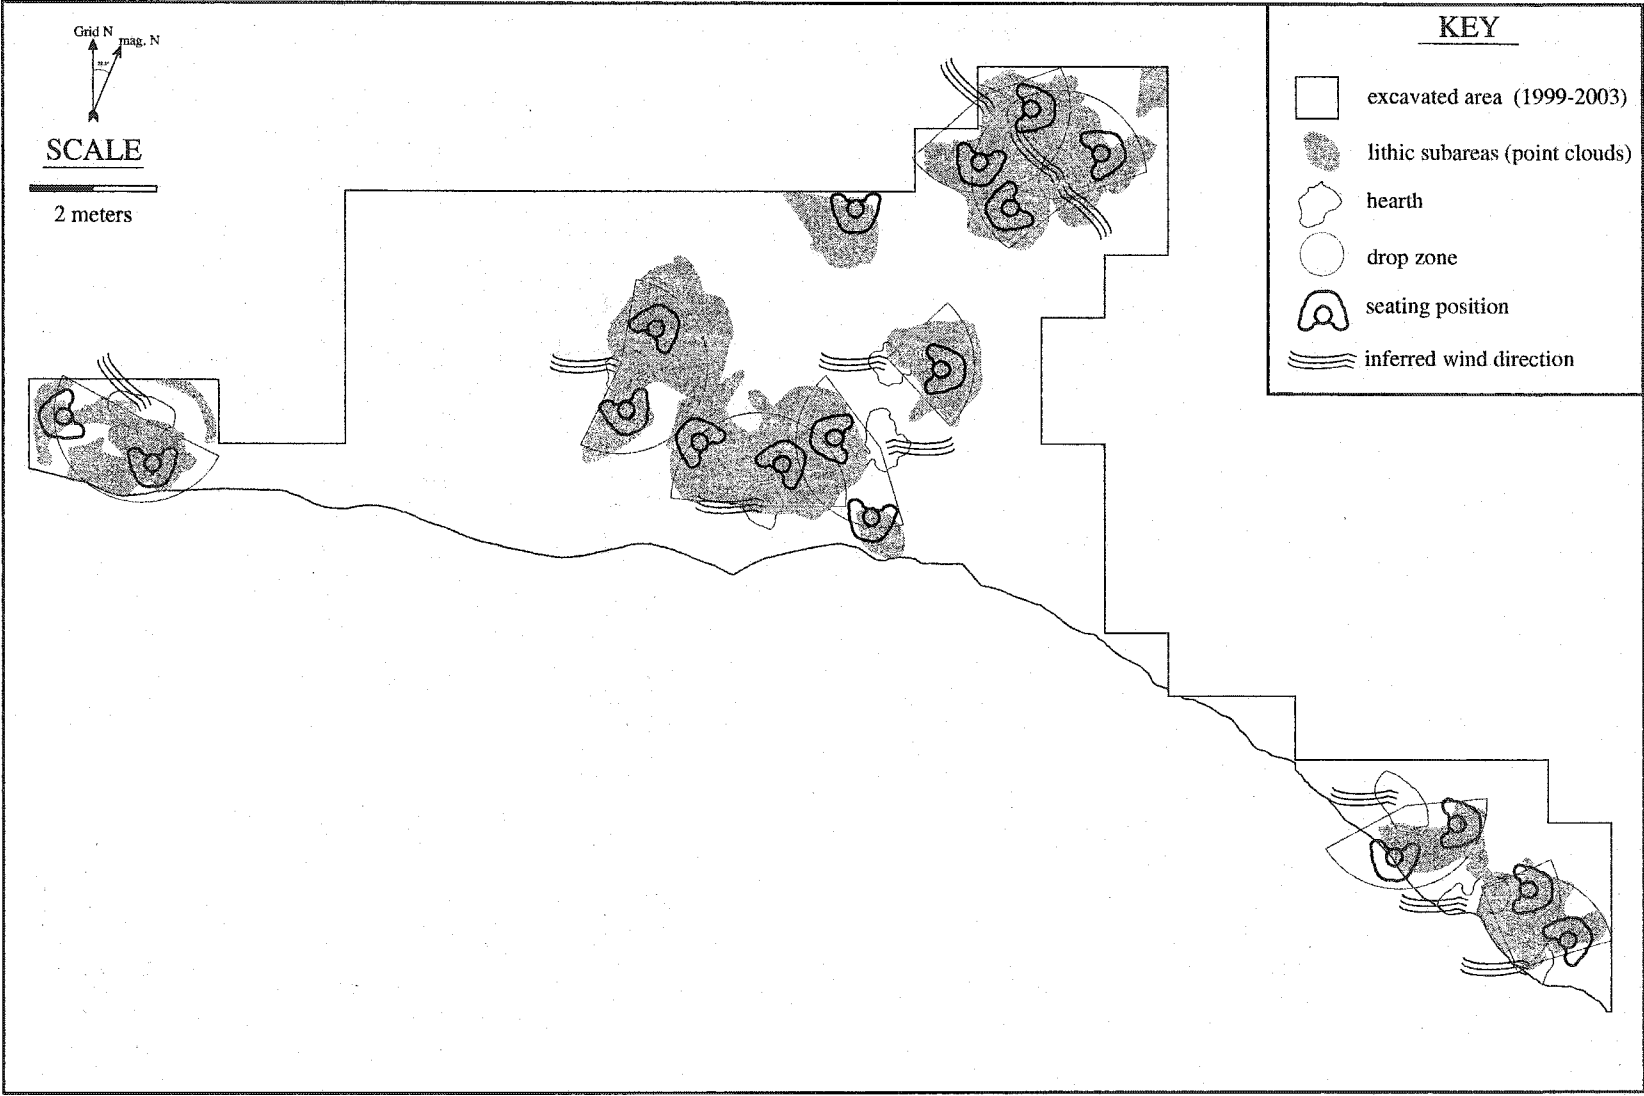 Grid N
mag. N
SCALE
2 meters
KEY
excavated area (1999-2003)
lithic subareas (point clouds)
hearth
drop zone
seating position
inferred wind direction